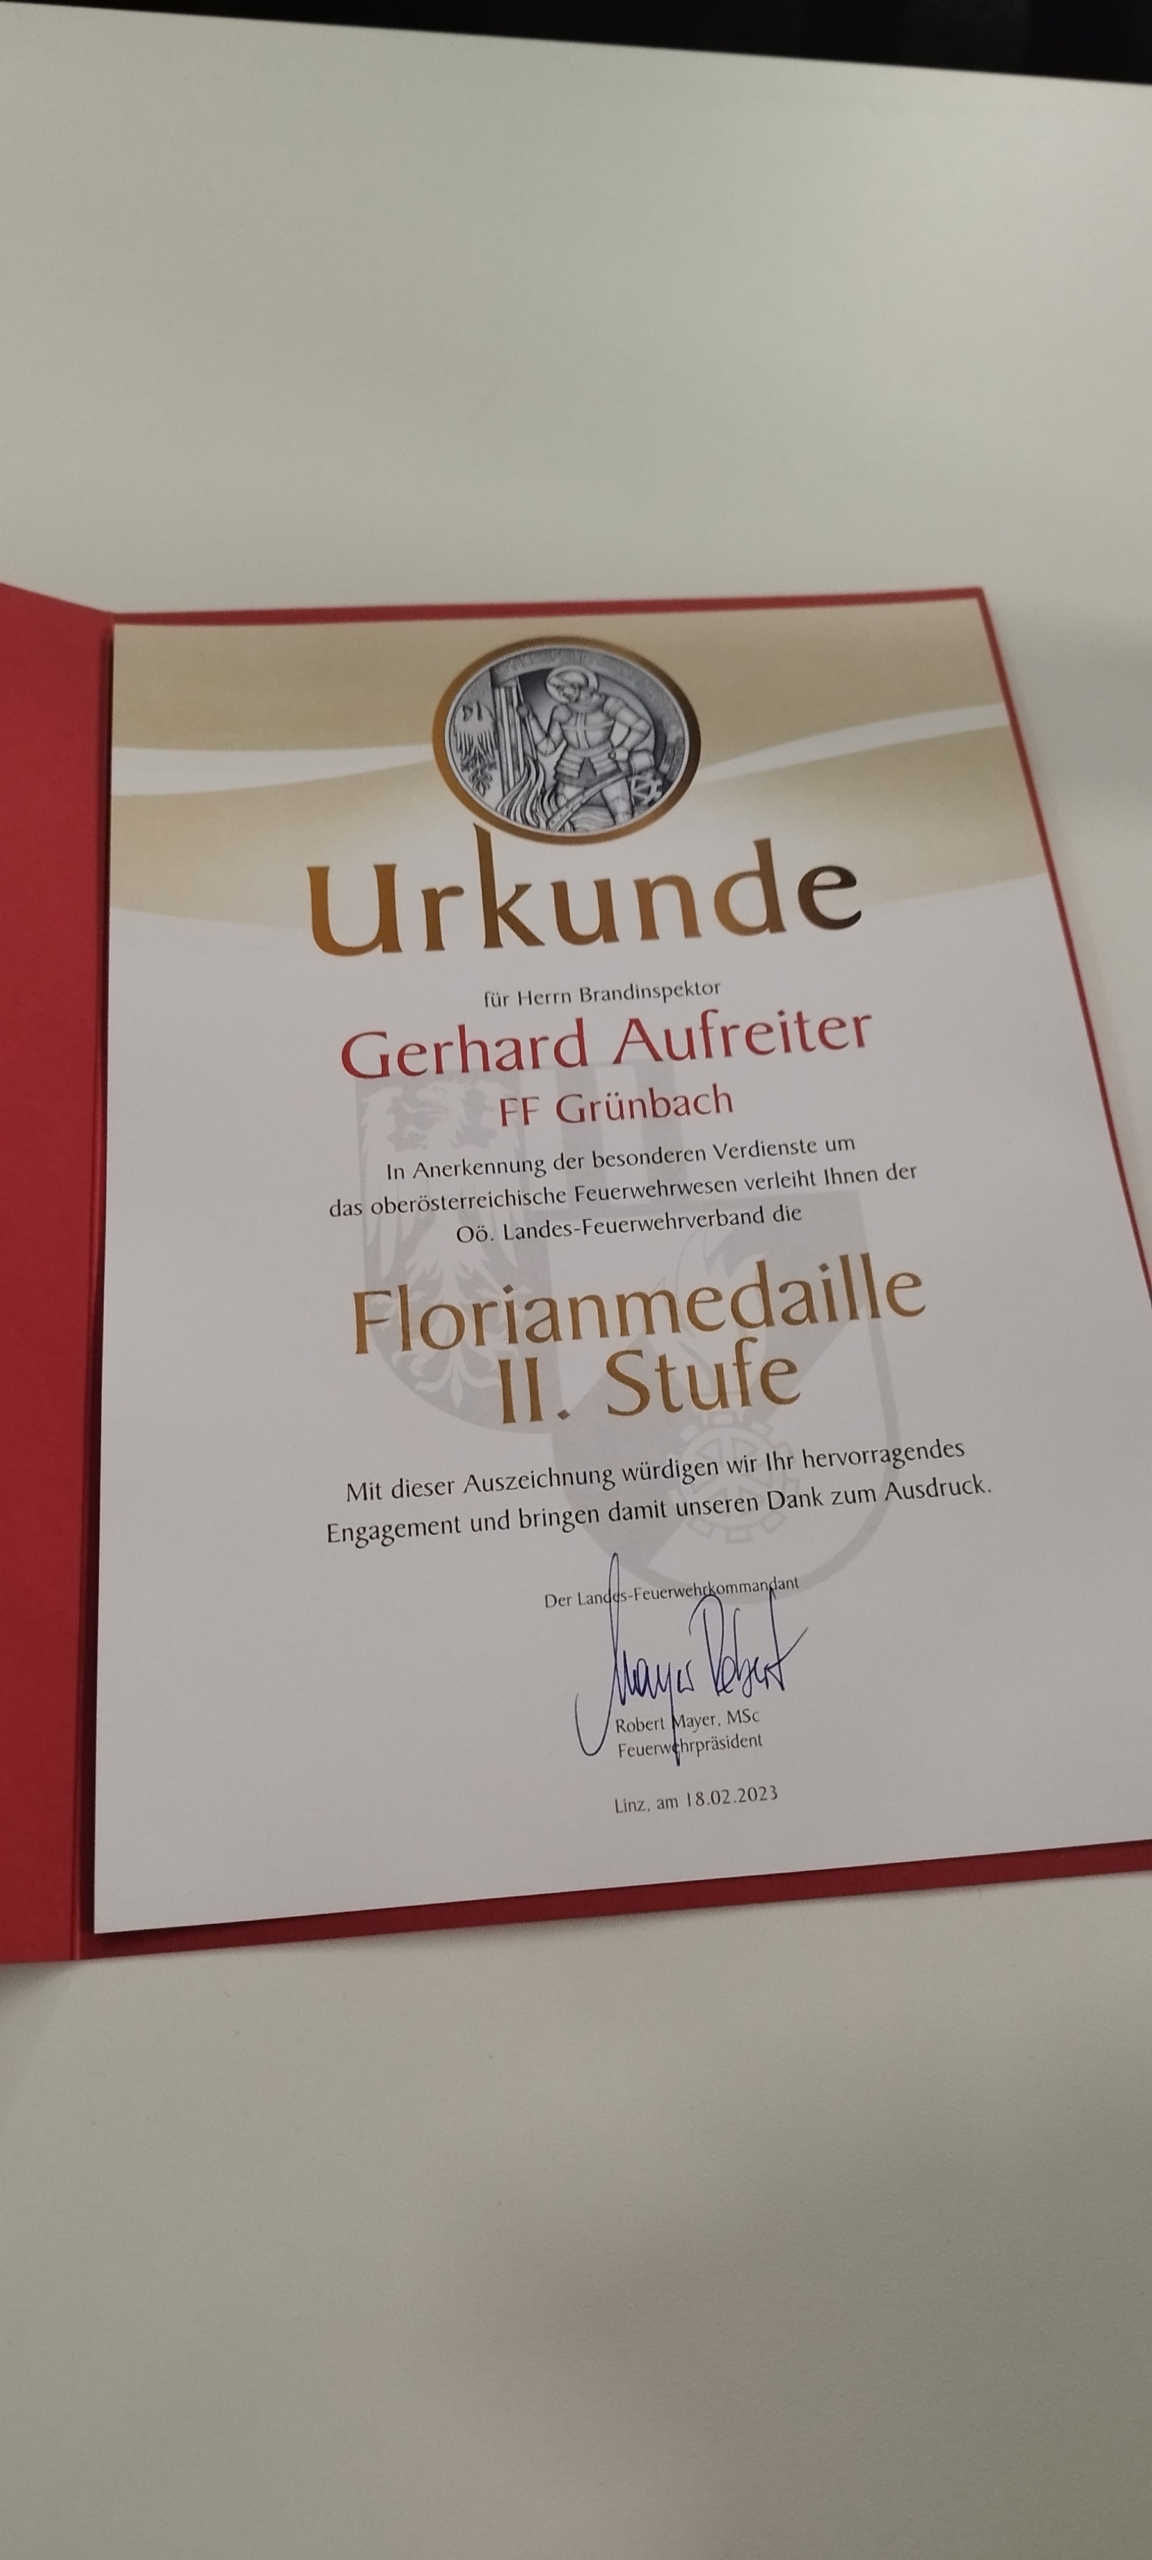 Urkunde
für Herrn Brandinspektor
Gerhard Aufreiter
FF Grünbach
In Anerkennung der besonderen Verdienste um
das oberösterreichische Feuerwehrwesen verleiht Ihnen der
Oö. Landes-Feuerwehrverband die
Florianmedaille
II. Stufe
Mit dieser Auszeichnung würdigen wir Ihr hervorragendes
Engagement und bringen damit unseren Dank zum Ausdruck.
Der Landes-Feuerwehrkommandant
Mayer Robert
Robert Mayer, MSc
Feuerwehrpräsident
Linz, am 18.02.2023